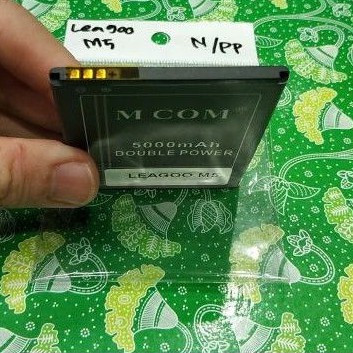 Leagoo
M5 N/PP
M COM
5000mAh
DOUBLE POWER
LEAGOO M5